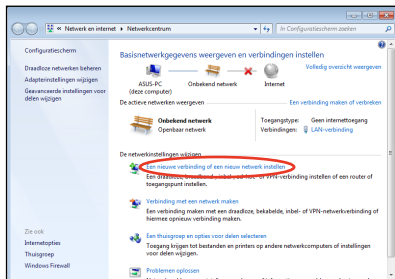 Netwerk en internet ▸ Netwerkcentrum
In Configuratiescherm zoeken
Configuratiescherm
Draadloze netwerken beheren
Adapterinstellingen wijzigen
Geavanceerde instellingen voor
delen wijzigen
Basisnetwerkgegevens weergeven en verbindingen instellen
Volledig overzicht weergeven
ASUS-PC
(deze computer)
Onbekend netwerk
Internet
De actieve netwerken weergeven
Een verbinding maken of verbreken
Onbekend netwerk
Openbaar netwerk
Toegangstype: Geen internettoegang
Verbindingen: LAN-verbinding
De netwerkinstellingen wijzigen
Een nieuwe verbinding of een nieuw netwerk instellen
Een draadloze, breedband-, inbel- ad hoc- of VPN-verbinding instellen of een router of
toegangspunt instellen.
Verbinding met een netwerk maken
Een verbinding maken met een draadloze, bekabelde, inbel- of VPN-netwerkverbinding of
hiermee opnieuw verbinding maken.
Een thuisgroep en opties voor delen selecteren
Toegang krijgen tot bestanden en printers op andere netwerkcomputers of instellingen
voor delen wijzigen.
Problemen oplossen
Zie ook
Internetopties
Thuisgroep
Windows Firewall